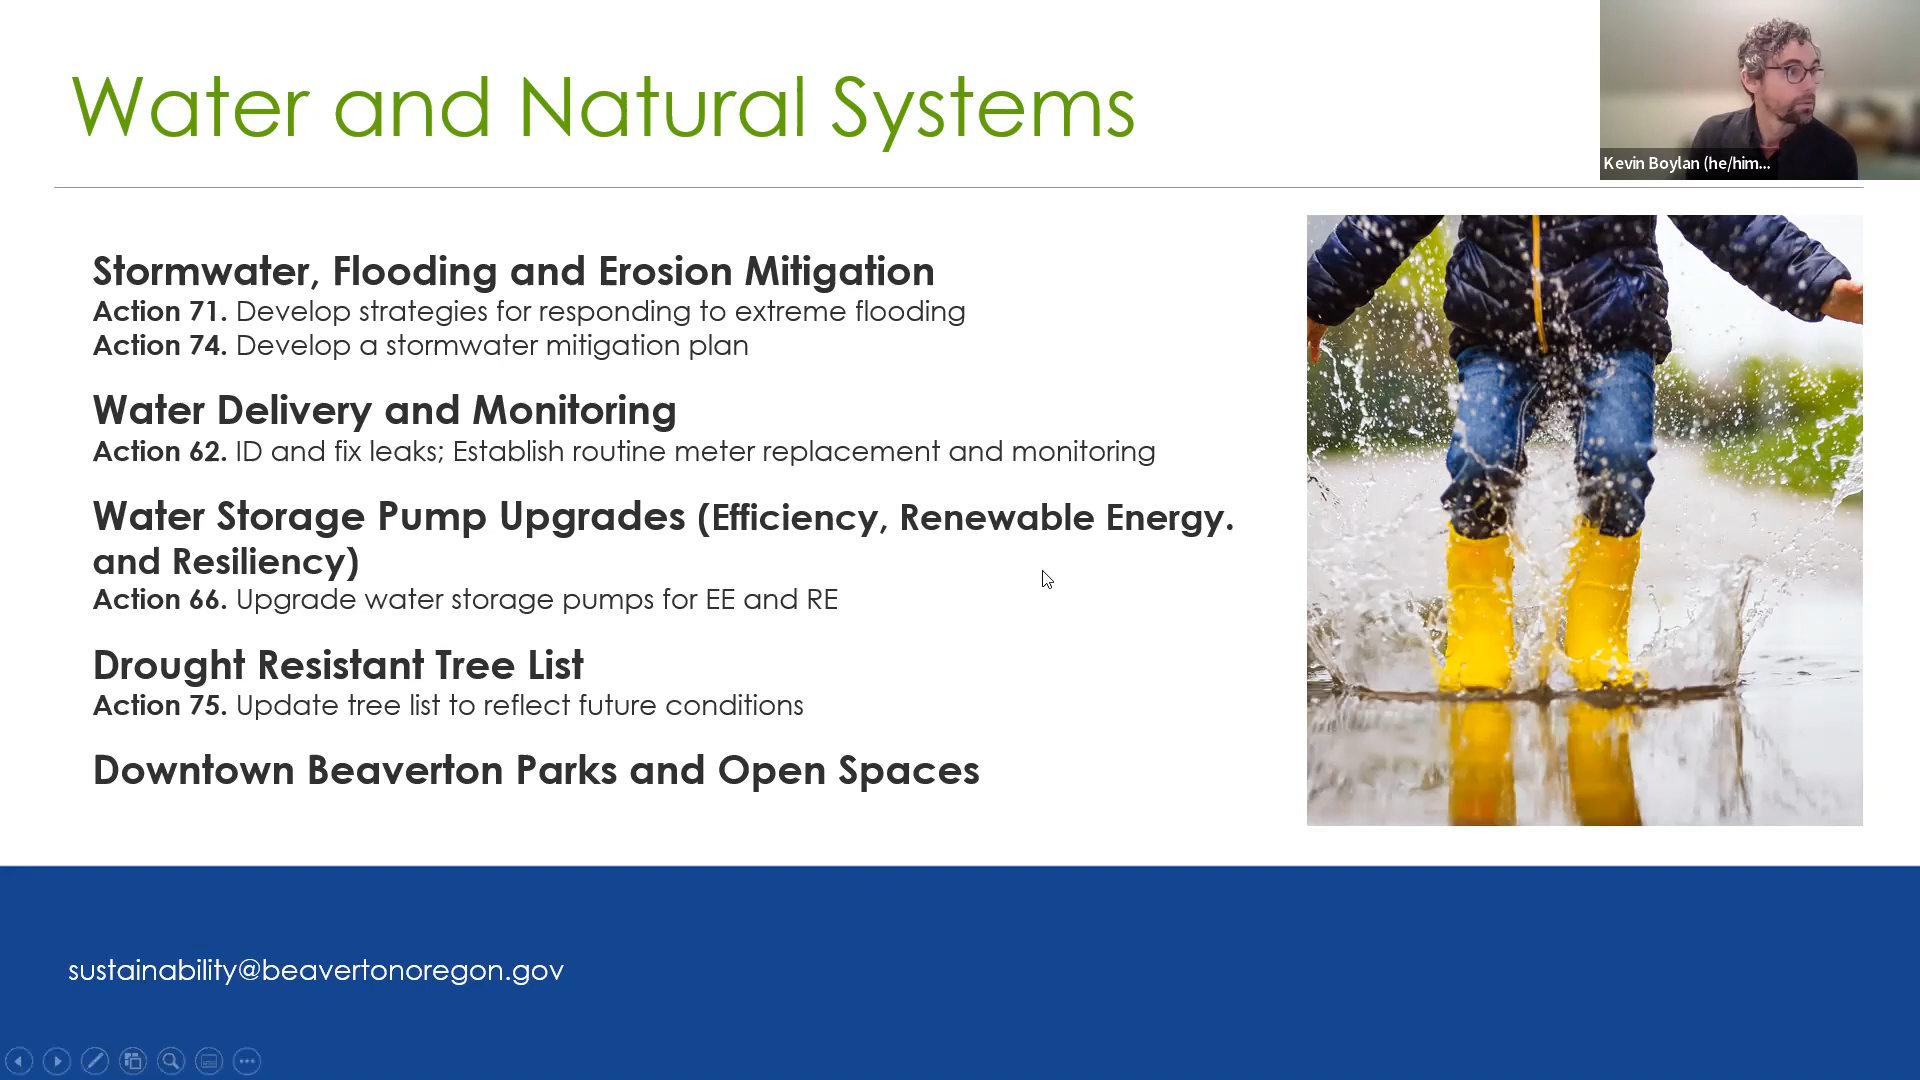 Water and Natural Systems
Kevin Boylan (he/him...
Stormwater, Flooding and Erosion Mitigation
Action 71. Develop strategies for responding to extreme flooding
Action 74. Develop a stormwater mitigation plan
Water Delivery and Monitoring
Action 62. ID and fix leaks; Establish routine meter replacement and monitoring
Water Storage Pump Upgrades (Efficiency, Renewable Energy.
and Resiliency)
Action 66. Upgrade water storage pumps for EE and RE
Drought Resistant Tree List
Action 75. Update tree list to reflect future conditions
Downtown Beaverton Parks and Open Spaces
sustainability@beavertonoregon.gov